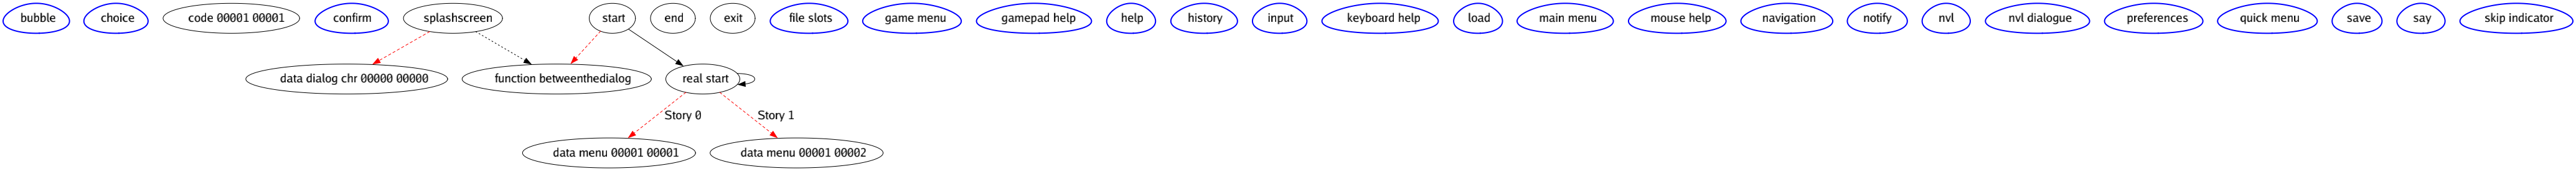 bubble
choice
code 00001 00001
confirm
splashscreen
start
end
exit
file slots
game menu
gamepad help
help
history
input
keyboard help
load
main menu
mouse help
navigation
notify
nvl
nvl dialogue
preferences
quick menu
save
say
skip indicator
data dialog chr 00000 00000
function betweenthedialog
real start
Story 0
Story 1
data menu 00001 00001
data menu 00001 00002